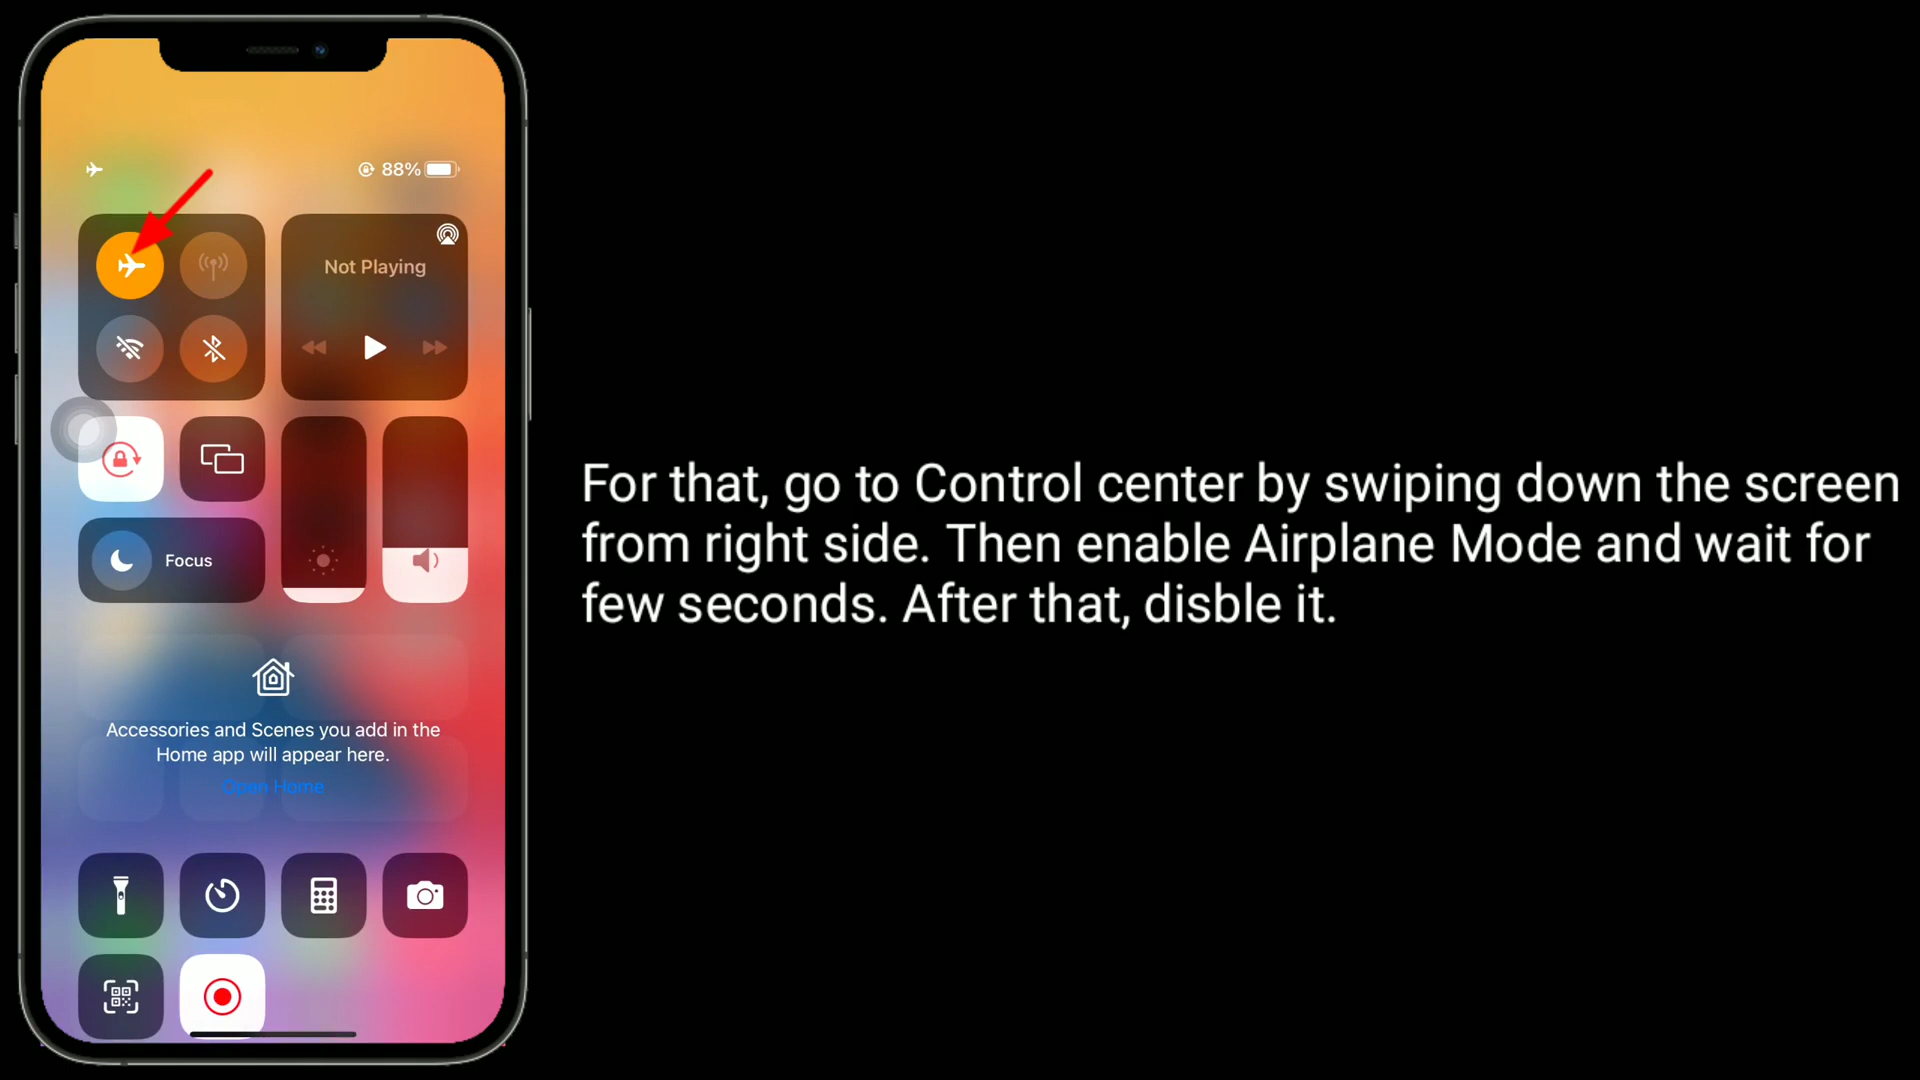 88%
Not Playing
Focus
Accessories and Scenes you add in the
Home app will appear here.
Open Home
For that, go to Control center by swiping down the screen
from right side. Then enable Airplane Mode and wait for
few seconds. After that, disble it.